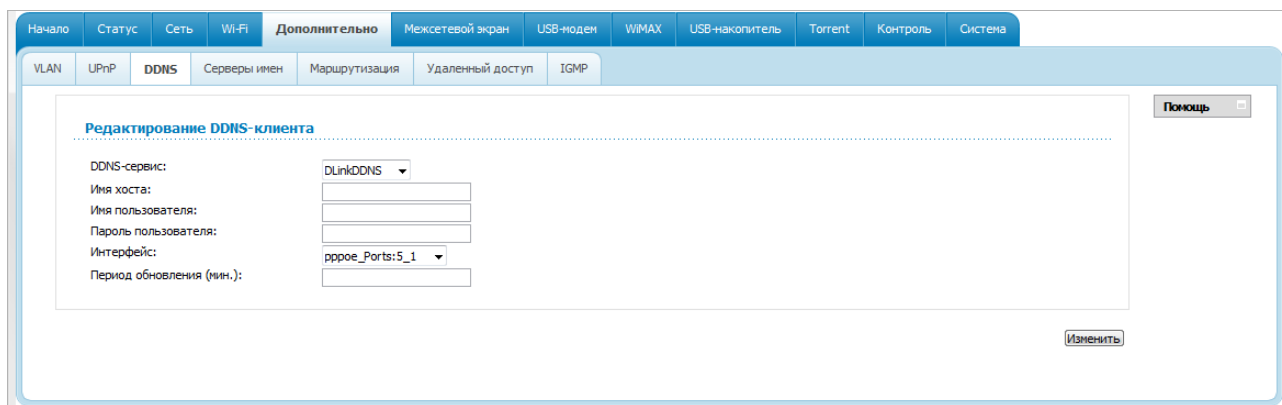 Начало Статус Сеть Wi-Fi Дополнительно Межсетевой экран USB-модем WiMAX USB-накопитель Torrent Контроль Система
VLAN UPnP DDNS Серверы имен Маршрутизация Удаленный доступ IGMP
Помощь
Редактирование DDNS-клиента
DDNS-сервис: DLinkDDNS
Имя хоста:
Имя пользователя:
Пароль пользователя:
Интерфейс: pppoe_Ports:5_1
Период обновления (мин.):
Изменить